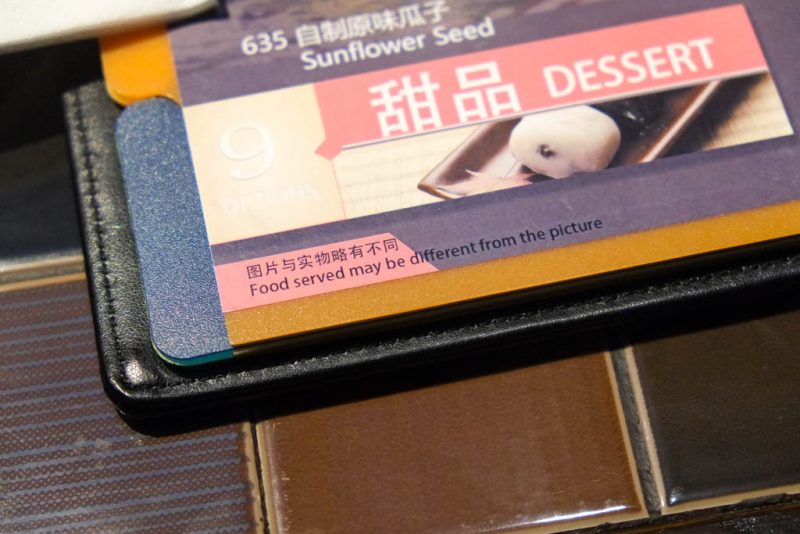 635 自制原味瓜子
Sunflower Seed
甜品 DESSERT
9
OPTIONS
图片与实物略有不同
Food served may be different from the picture